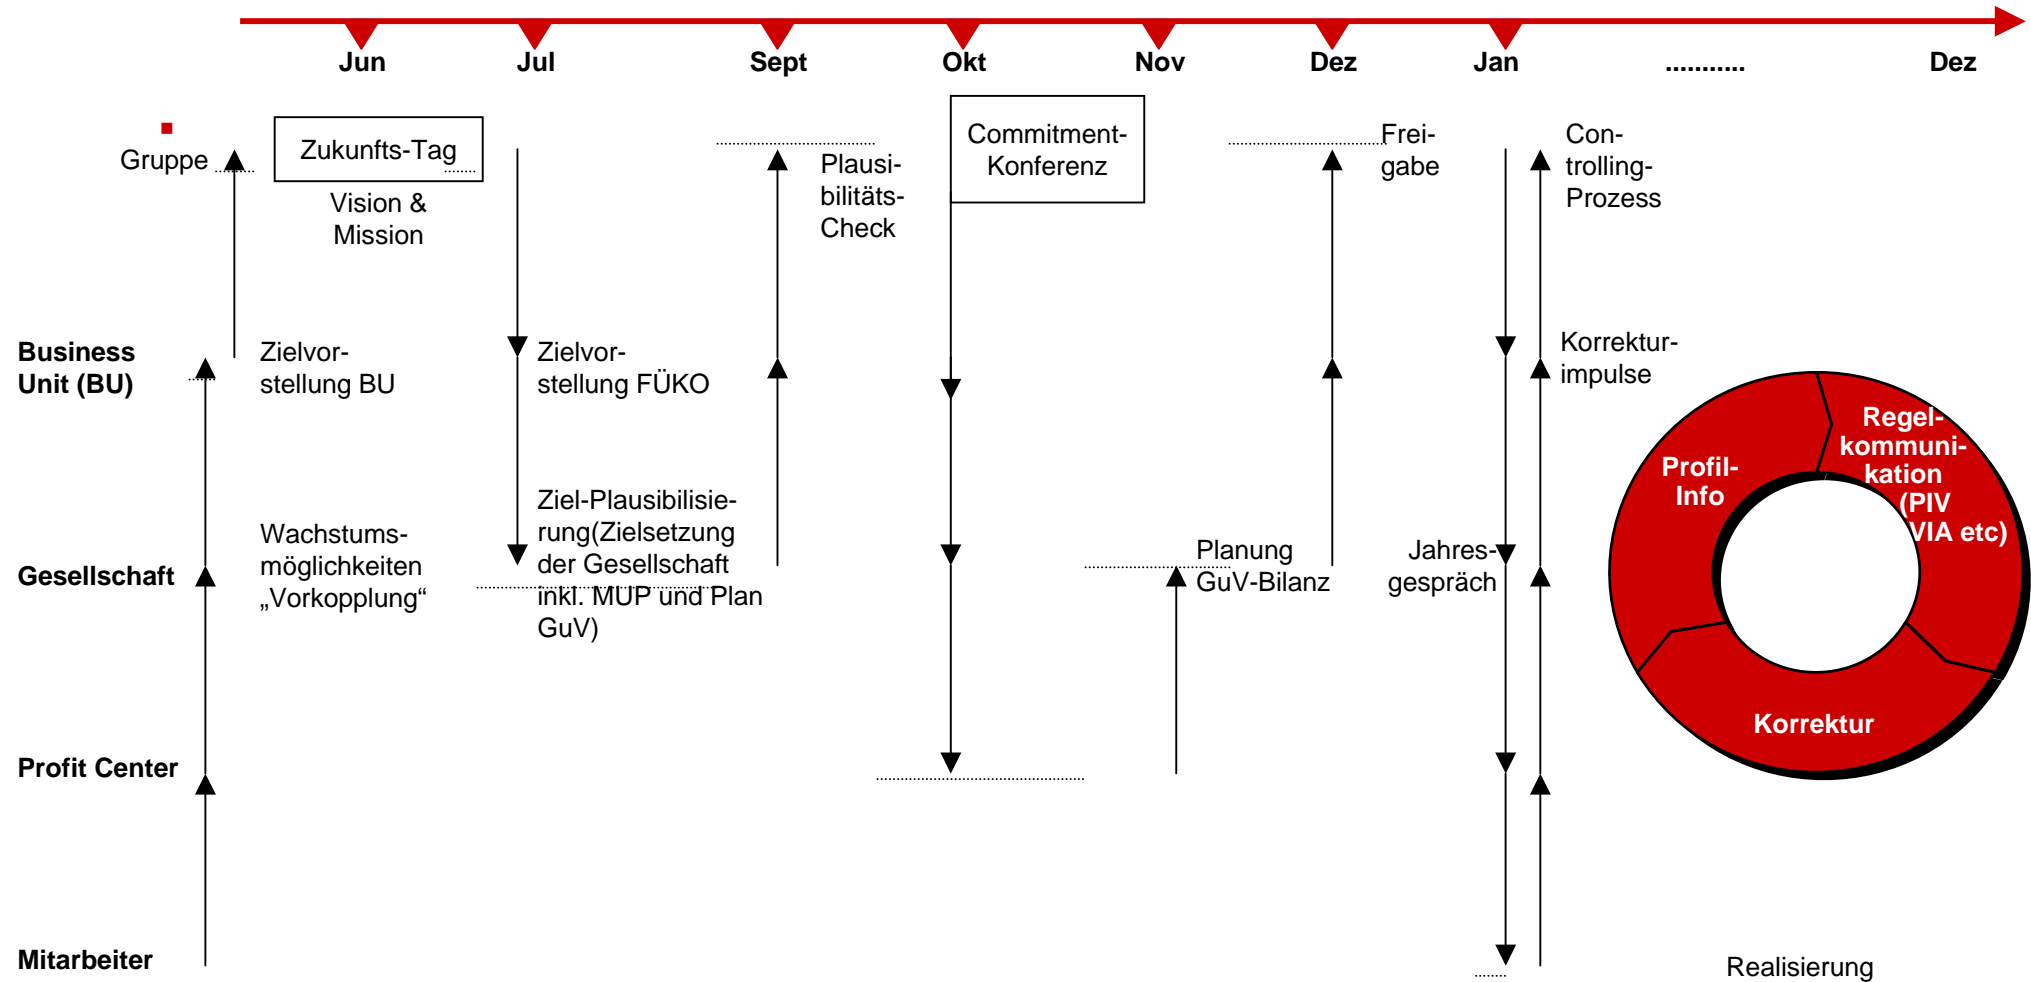 Jun Jul Sept Okt Nov Dez Jan ........... Dez
Gruppe
Zukunfts-Tag
Vision &
Mission
Plausi-
bilitäts-
Check
Commitment-
Konferenz
Frei-
gabe
Con-
trolling-
Prozess
Business
Unit (BU)
Zielvor-
stellung BU
Zielvor-
stellung FÜKO
Korrektur-
impulse
Gesellschaft
Wachstums-
möglichkeiten
„Vorkopplung“
Ziel-Plausibilisie-
rung(Zielsetzung
der Gesellschaft
inkl. MUP und Plan
GuV)
Planung
GuV-Bilanz
Jahres-
gespräch
Profil-
Info
Regel-
kommuni-
kation
(PIV
VIA etc)
Korrektur
Profit Center
Mitarbeiter
Realisierung